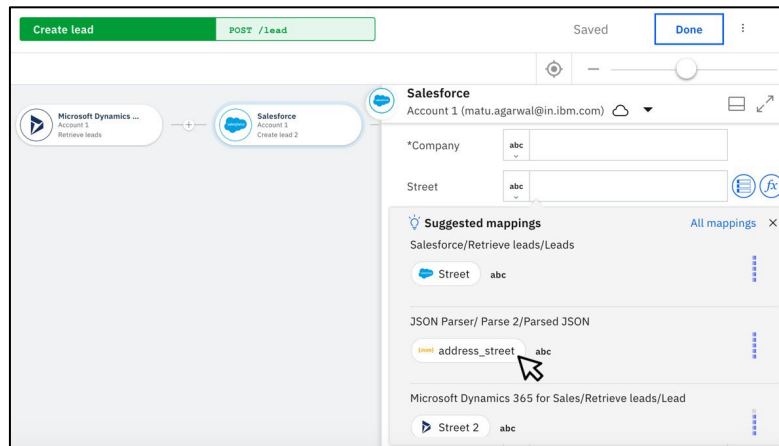 Create lead POST /lead Saved Done
Microsoft Dynamics ...
Account 1
Retrieve leads
Salesforce
Account 1
Create lead 2
Salesforce
Account 1 (matu.agarwal@in.ibm.com)
*Company abc
Street abc fx
Suggested mappings All mappings ×
Salesforce/Retrieve leads/Leads
Street abc
JSON Parser/ Parse 2/Parsed JSON
address_street abc
Microsoft Dynamics 365 for Sales/Retrieve leads/Lead
Street 2 abc